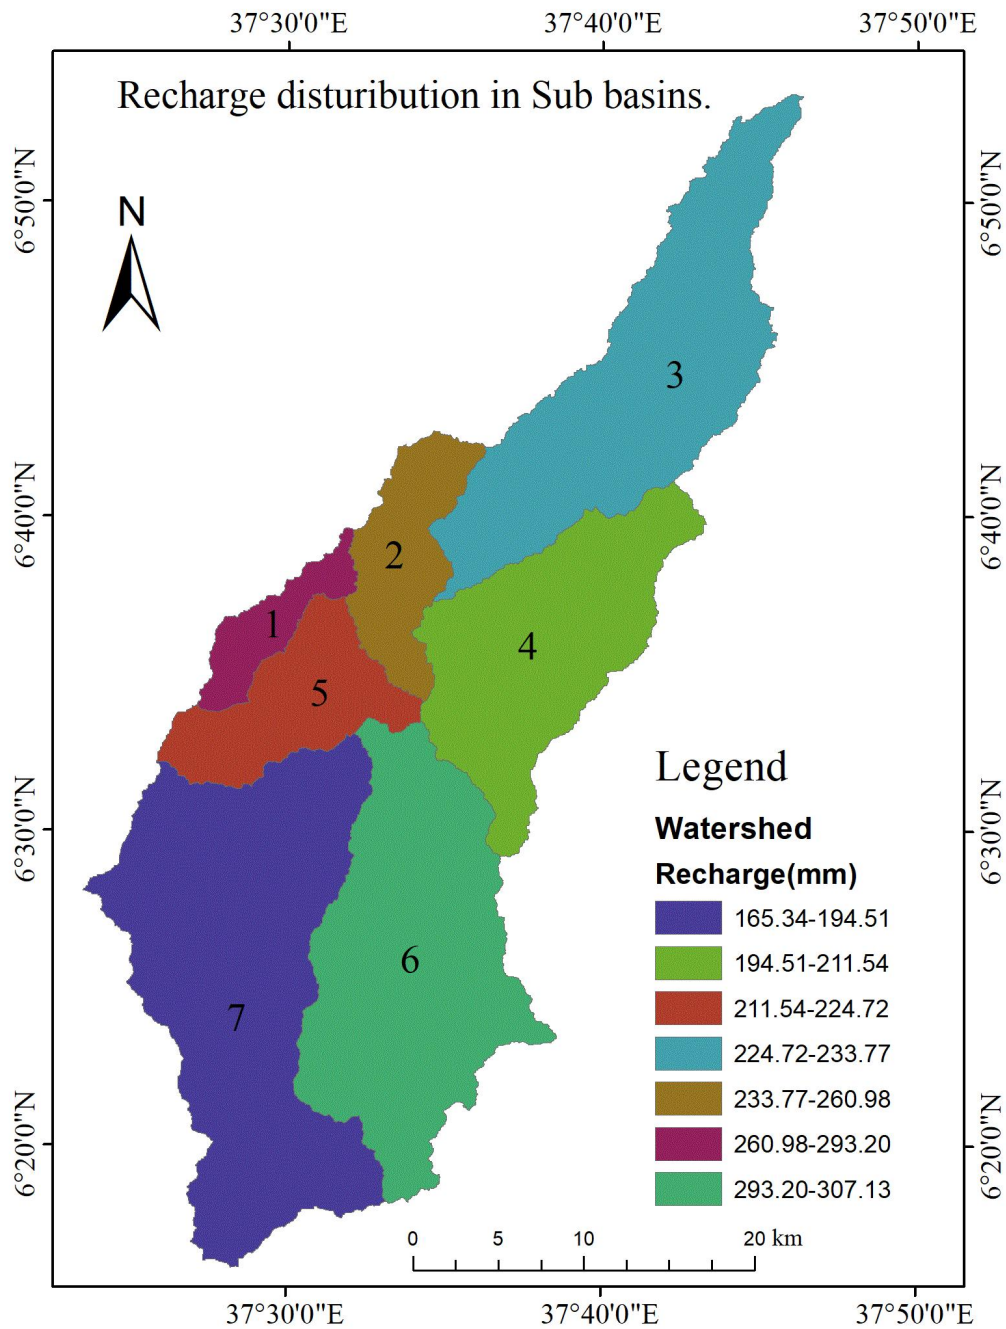 37°30'0"E 37°40'0"E 37°50'0"E
Recharge disturibution in Sub basins.
6°50'0"N 6°50'0"N
N
3
6°40'0"N 6°40'0"N
2
1
4
5
Legend
Watershed
6°30'0"N 6°30'0"N
Recharge(mm)
165.34-194.51
6
194.51-211.54
7
211.54-224.72
224.72-233.77
233.77-260.98
6°20'0"N 6°20'0"N
260.98-293.20
293.20-307.13
0 5 10 20 km
37°30'0"E 37°40'0"E 37°50'0"E